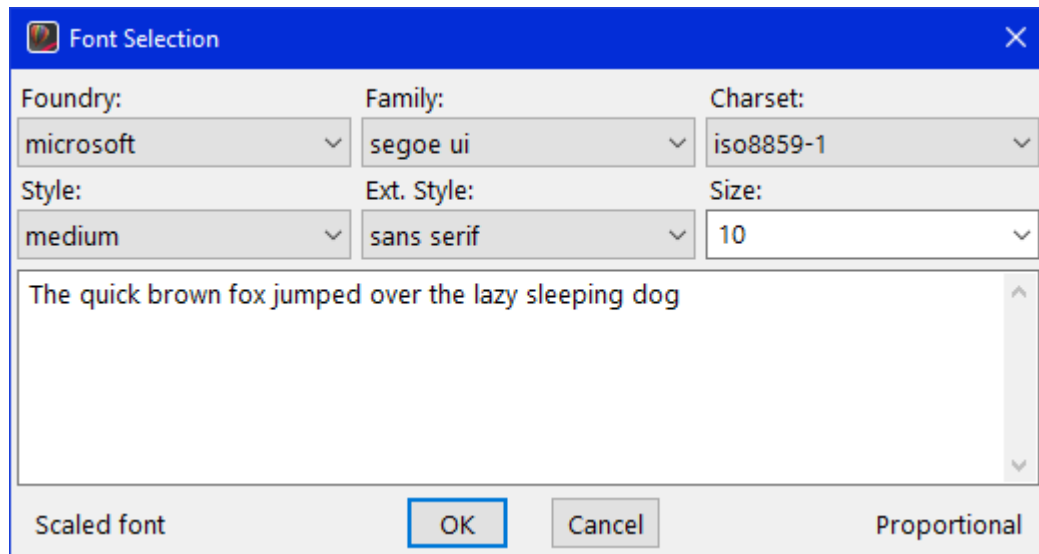 Font Selection
Foundry: Family: Charset:
microsoft segoe ui iso8859-1
Style: Ext. Style: Size:
medium sans serif 10
The quick brown fox jumped over the lazy sleeping dog
Scaled font OK Cancel Proportional